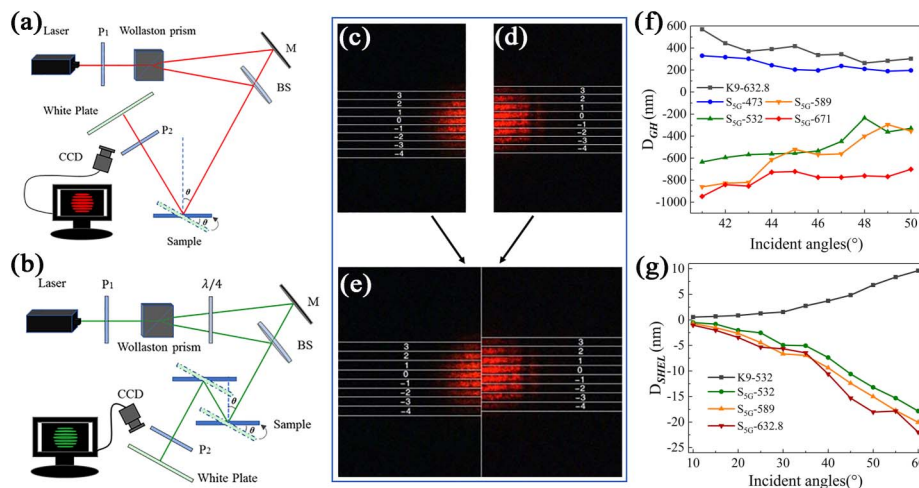 (a)
Laser
P1
Wollaston prism
M
BS
White Plate
P2
CCD
θ
θ
Sample
(b)
Laser
P1
λ/4
M
Wollaston prism
BS
CCD
θ
Sample
θ
P2
White Plate
(c)
3
2
1
0
-1
-2
-3
-4
(d)
3
2
1
0
-1
-2
-3
-4
(e)
3
2
1
0
-1
-2
-3
-4
3
2
1
0
-1
-2
-3
-4
(f)
600
400
200
0
-200
-400
-600
-800
-1000
D_GH (nm)
K9-632.8
S5G-473
S5G-589
S5G-532
S5G-671
42 44 46 48 50
Incident angles(°)
(g)
10
5
0
-5
-10
-15
-20
-25
D_SHEL (nm)
K9-532
S5G-532
S5G-589
S5G-632.8
10 20 30 40 50 60
Incident angles(°)